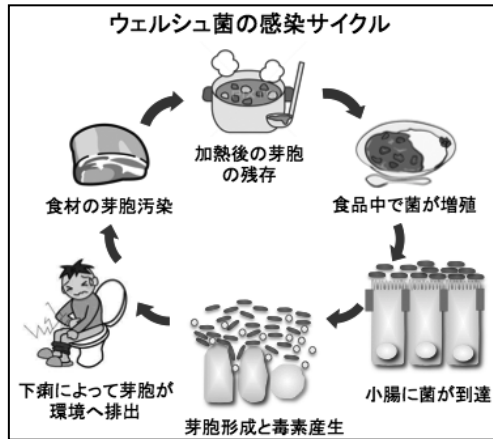 ウェルシュ菌の感染サイクル
加熱後の芽胞
の残存
食材の芽胞汚染
食品中で菌が増殖
下痢によって芽胞が
環境へ排出
芽胞形成と毒素産生
小腸に菌が到達